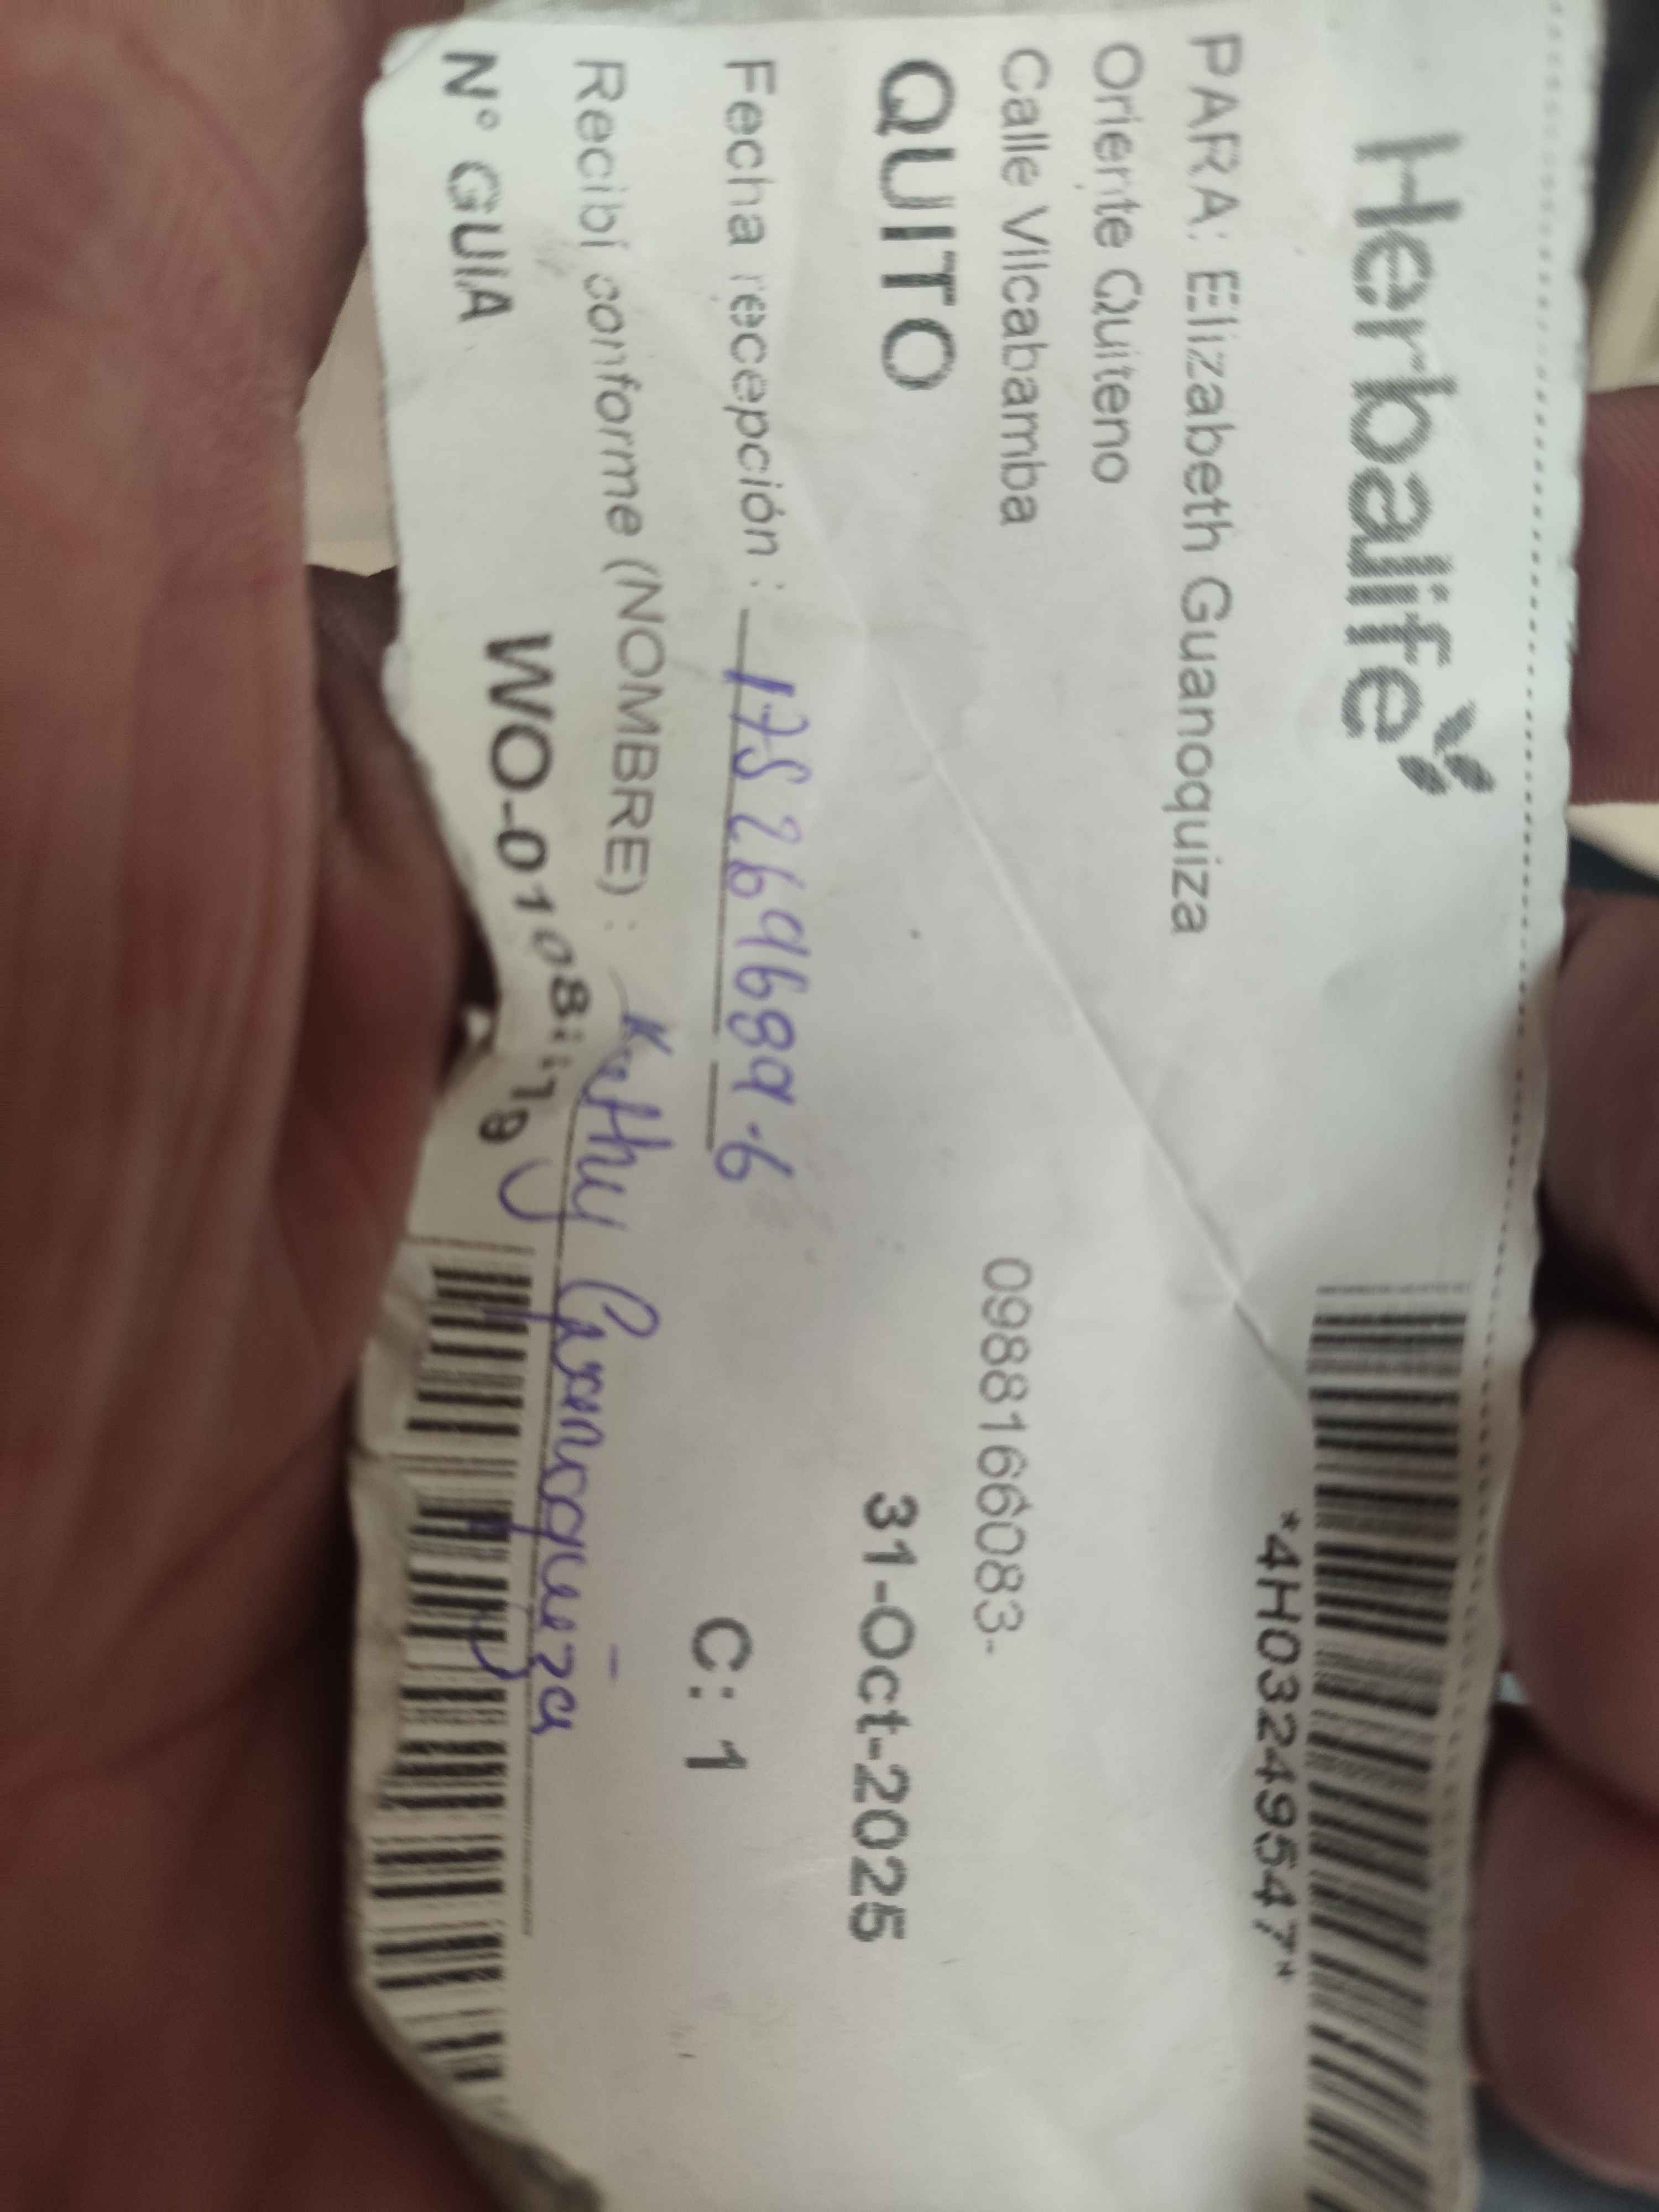 Herbalife
*4H03249547*
PARA: Elizabeth Guanoquiza
Oriente Quiteno
Calle Vilcabamba 0988166083-
QUITO 31-Oct-2025
Fecha recepción : 175269689-6
C: 1
Recibí conforme (NOMBRE) : Kathy Guanoquiza
N° GUIA